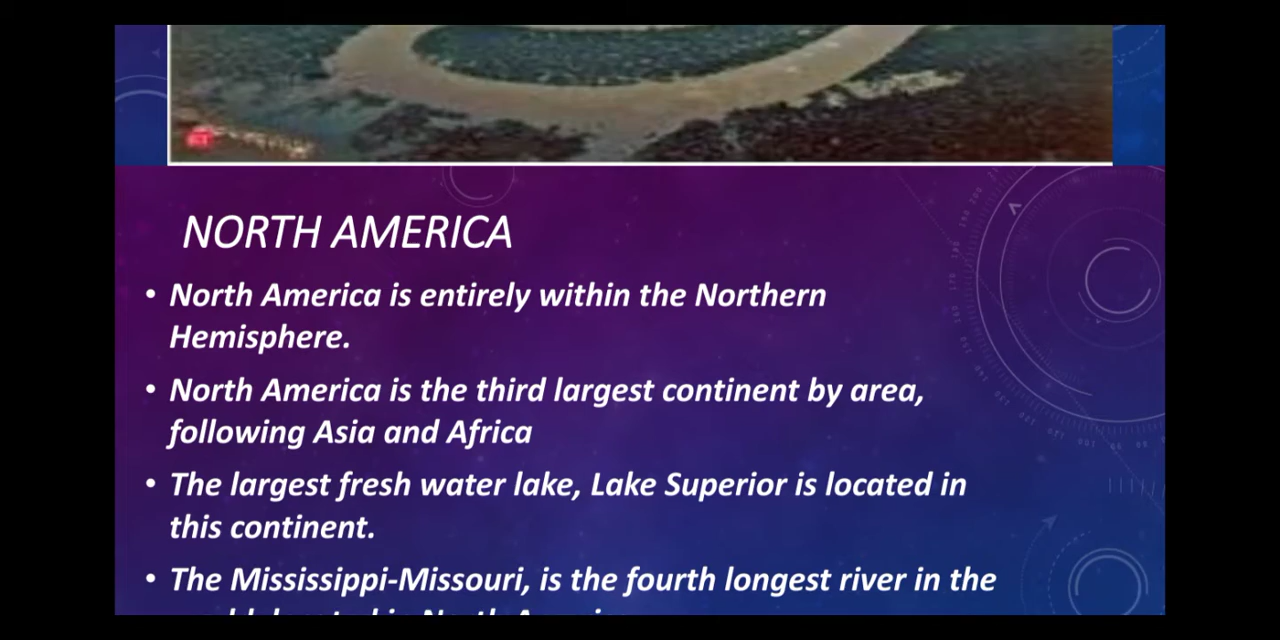 NORTH AMERICA
• North America is entirely within the Northern
Hemisphere.
• North America is the third largest continent by area,
following Asia and Africa
• The largest fresh water lake, Lake Superior is located in
this continent.
• The Mississippi-Missouri, is the fourth longest river in the